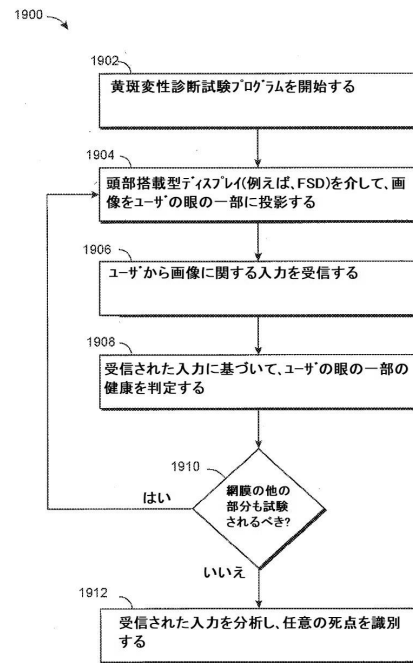 1900
1902
黄斑変性診断試験プログラムを開始する
1904
頭部搭載型ディスプレイ(例えば、FSD)を介して、画
像をユーザの眼の一部に投影する
1906
ユーザから画像に関する入力を受信する
1908
受信された入力に基づいて、ユーザの眼の一部の
健康を判定する
1910
網膜の他の
部分も試験
されるべき?
はい
いいえ
1912
受信された入力を分析し、任意の死点を識別
する